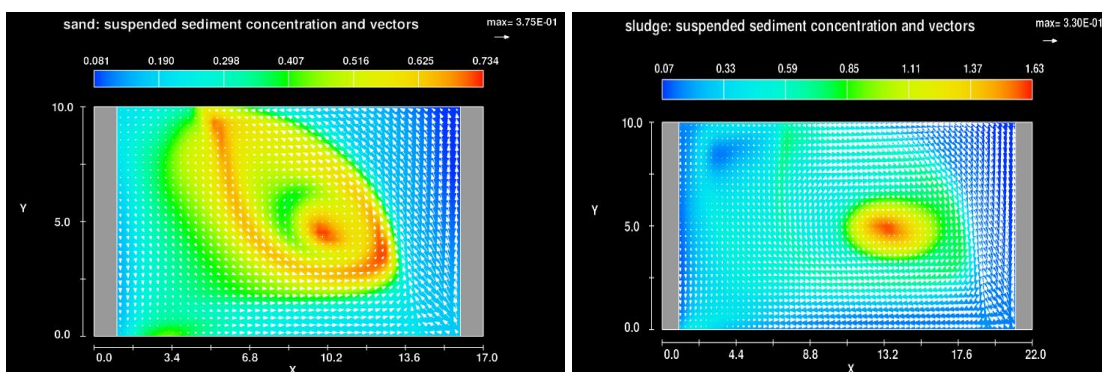 sand: suspended sediment concentration and vectors
max= 3.75E-01
0.081 0.190 0.298 0.407 0.516 0.625 0.734
10.0
Y
5.0
0.0
0.0 3.4 6.8 10.2 13.6 17.0
X
sludge: suspended sediment concentration and vectors
max= 3.30E-01
0.07 0.33 0.59 0.85 1.11 1.37 1.63
10.0
Y
5.0
0.0
0.0 4.4 8.8 13.2 17.6 22.0
X